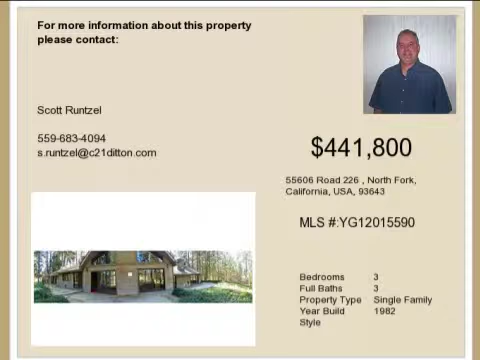 For more information about this property
please contact:
Scott Runtzel
559-683-4094
s.runtzel@c21ditton.com
$441,800
55606 Road 226 , North Fork,
California, USA, 93643
MLS #:YG12015590
Bedrooms 3
Full Baths 3
Property Type Single Family
Year Build 1982
Style